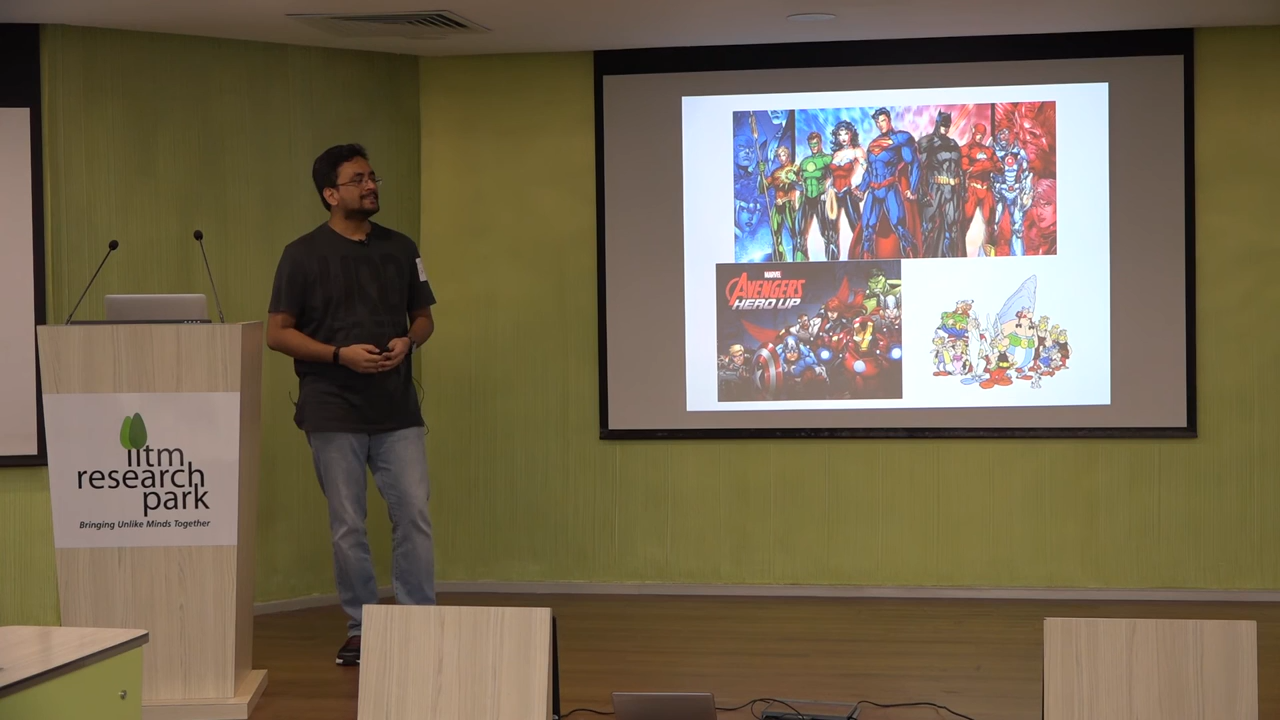 iitm
research
park
Bringing Unlike Minds Together
MARVEL
AVENGERS
HERO UP